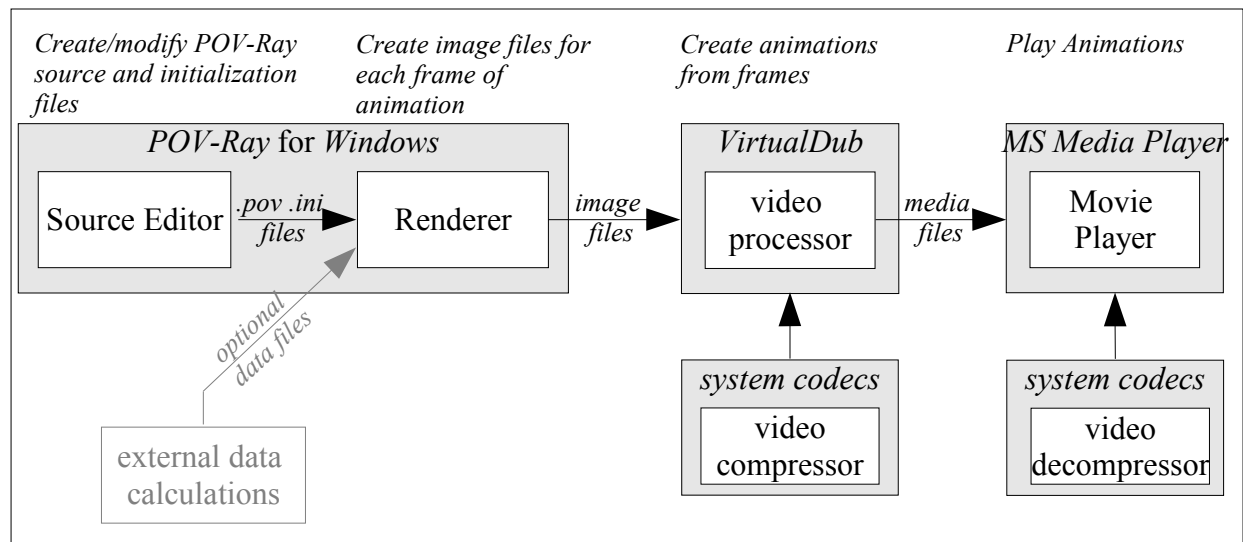 Create/modify POV-Ray
source and initialization
files
Create image files for
each frame of
animation
Create animations
from frames
Play Animations
POV-Ray for Windows
Source Editor
.pov .ini
files
Renderer
image
files
VirtualDub
video
processor
media
files
MS Media Player
Movie
Player
optional
data files
external data
calculations
system codecs
video
compressor
system codecs
video
decompressor